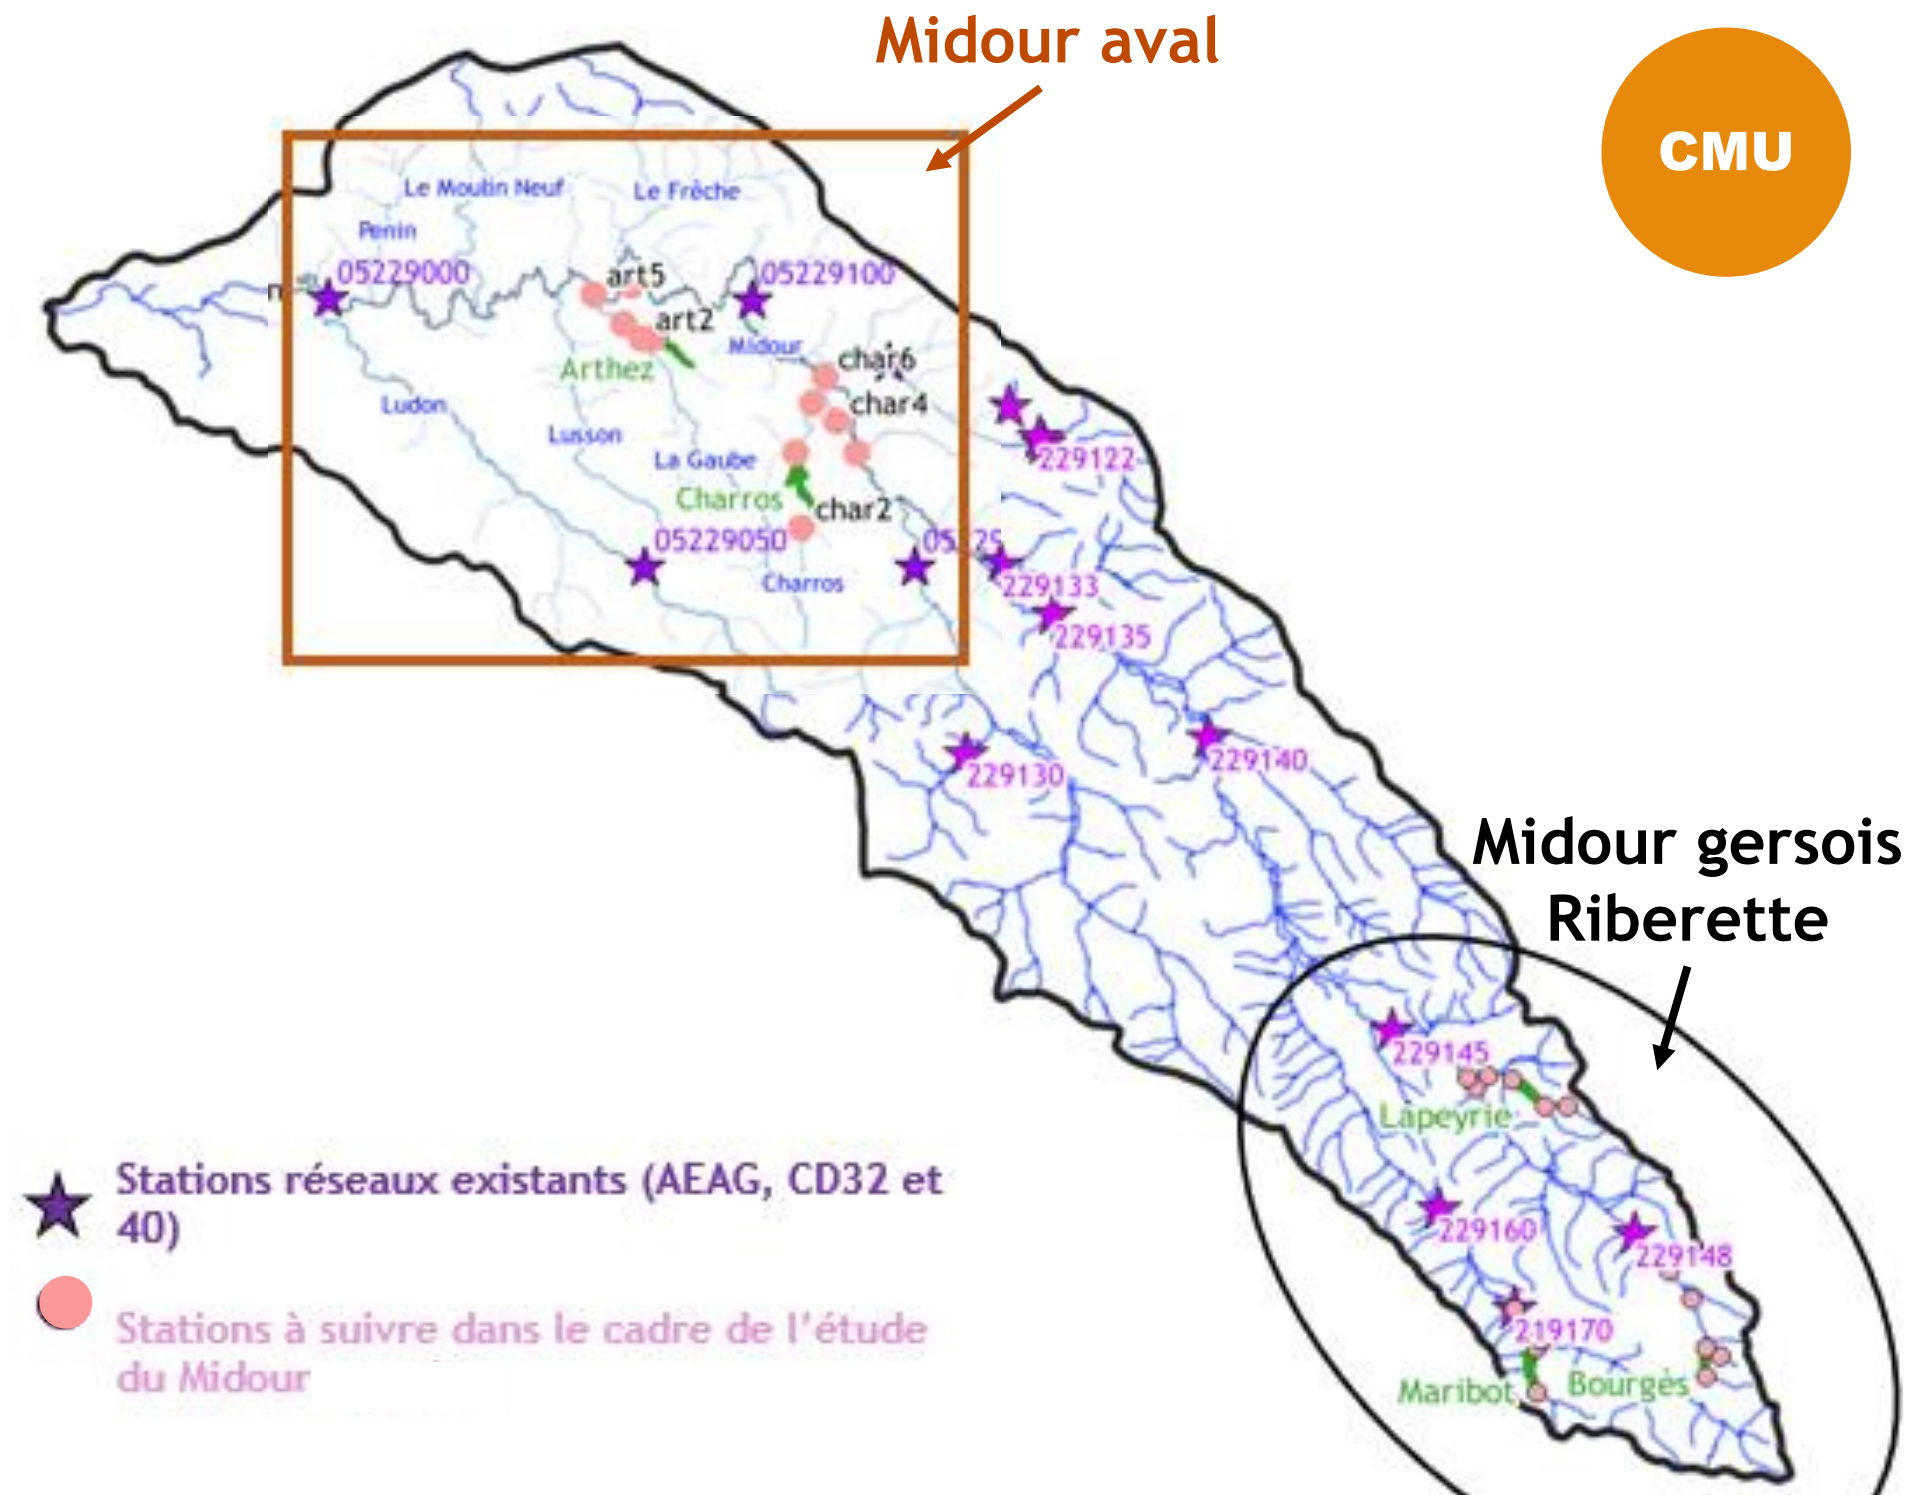 Midour aval
CMU
Le Moulin Neuf
Le Frêche
Penin
05229000
art5
05229100
art2
Midour
Arthez
char6
Ludon
char4
Lusson
La Gaube
229122
Charros
char2
05229050
229133
Charros
229135
229140
229130
Midour gersois
Riberette
229145
Lapeyrie
229160
229148
219170
Maribot
Bourgès
Stations réseaux existants (AEAG, CD32 et
40)
Stations à suivre dans le cadre de l'étude
du Midour